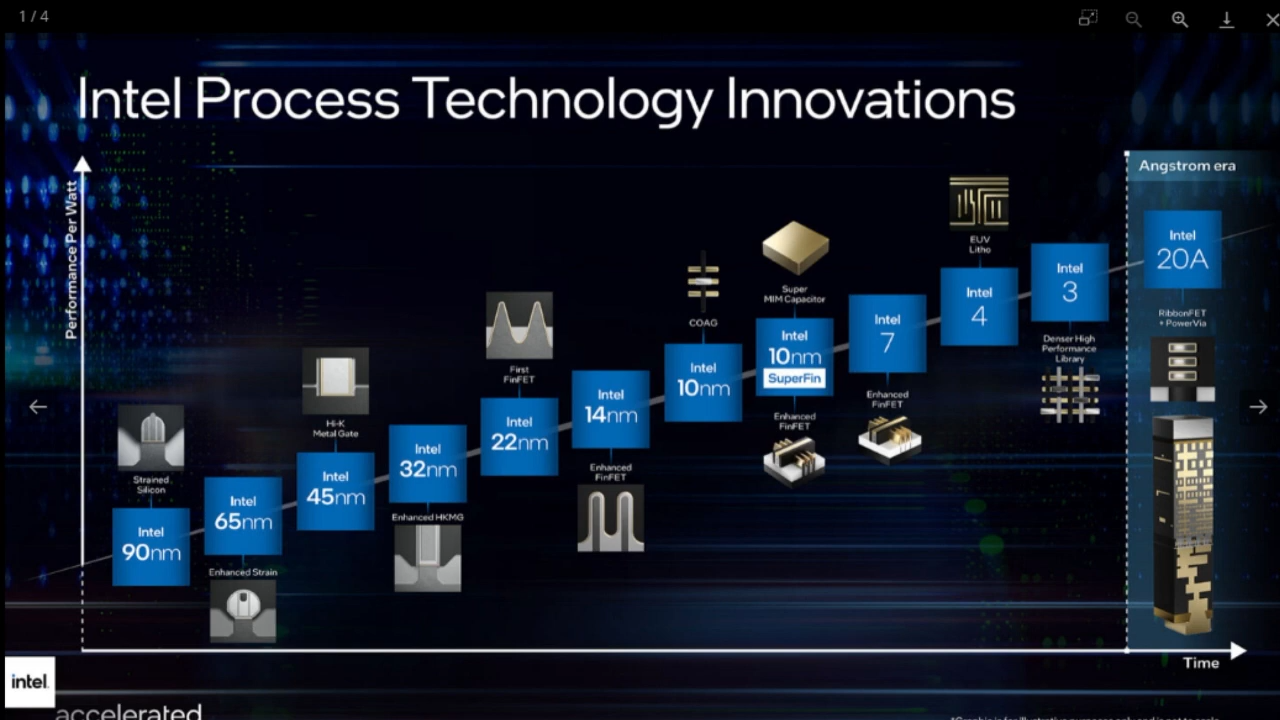 1 / 4
Intel Process Technology Innovations
Performance Per Watt
Angstrom era
Strained
Silicon
Intel
90nm
Intel
65nm
Enhanced Strain
Hi-K
Metal Gate
Intel
45nm
Intel
32nm
Enhanced HKMG
First
FinFET
Intel
22nm
Intel
14nm
Enhanced
FinFET
COAG
Intel
10nm
Super
MIM Capacitor
Intel
10nm
SuperFin
Enhanced
FinFET
Intel
7
Enhanced
FinFET
EUV
Litho
Intel
4
Intel
3
Denser High
Performance
Library
Intel
20A
RibbonFET
+ PowerVia
Time
intel.
accelerated